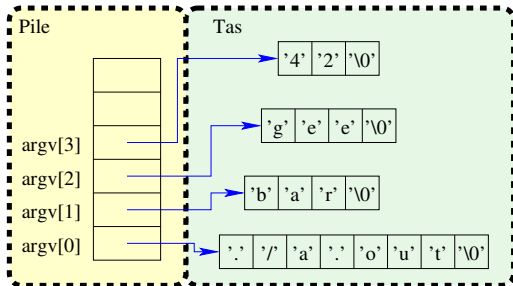 Pile Tas
'4' '2' '\0'
argv[3] 'g' 'e' 'e' '\0'
argv[2]
argv[1] 'b' 'a' 'r' '\0'
argv[0] '.' '/' 'a' '.' 'o' 'u' 't' '\0'